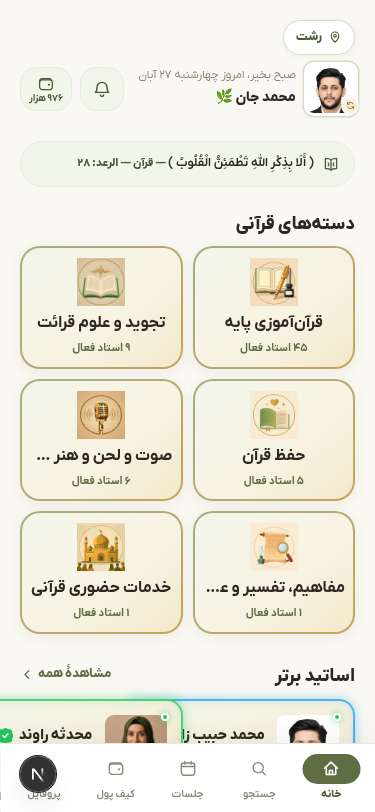 رشت
صبح بخیر، امروز چهارشنبه ۲۷ آبان
محمد جان 🌿
۹۷۶ هزار
﴿ أَلَا بِذِكْرِ اللَّهِ تَطْمَئِنُّ الْقُلُوبُ ﴾ — قرآن — الرعد: ۲۸
دسته‌های قرآنی
قرآن‌آموزی پایه
۴۵ استاد فعال
تجوید و علوم قرائت
۹ استاد فعال
حفظ قرآن
۵ استاد فعال
صوت و لحن و هنر ...
۶ استاد فعال
مفاهیم، تفسیر و عـ...
۱ استاد فعال
خدمات حضوری قرآنی
۱ استاد فعال
اساتید برتر
مشاهدهٔ همه
محمد حبیب
محدثه راوند
خانه
جستجو
جلسات
کیف پول
پروفایل
N